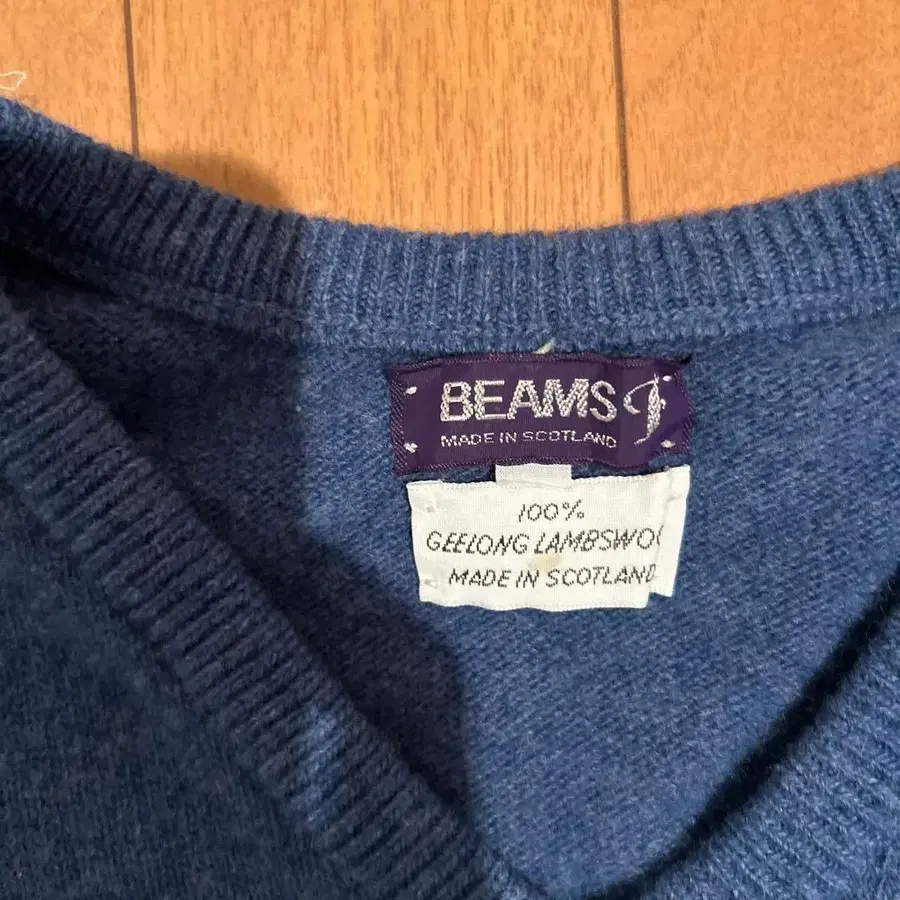 BEAMS F
MADE IN SCOTLAND
100%
GEELONG LAMBSWO
MADE IN SCOTLAND